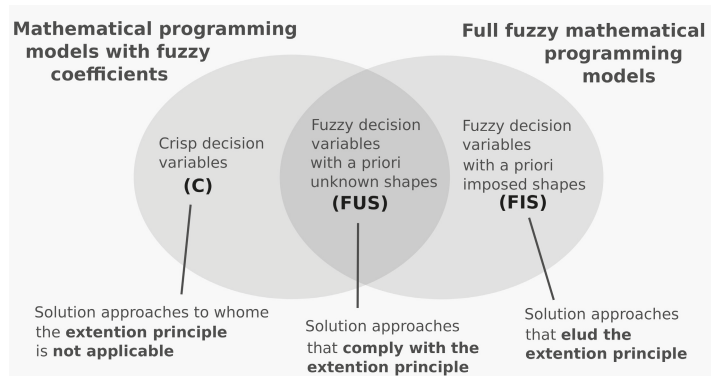 Mathematical programming
models with fuzzy
coefficients
Full fuzzy mathematical
programming
models
Crisp decision
variables
(C)
Fuzzy decision
variables
with a priori
unknown shapes
(FUS)
Fuzzy decision
variables
with a priori
imposed shapes
(FIS)
Solution approaches to whome
the extention principle
is not applicable
Solution approaches
that comply with the
extention principle
Solution approaches
that elud the
extention principle